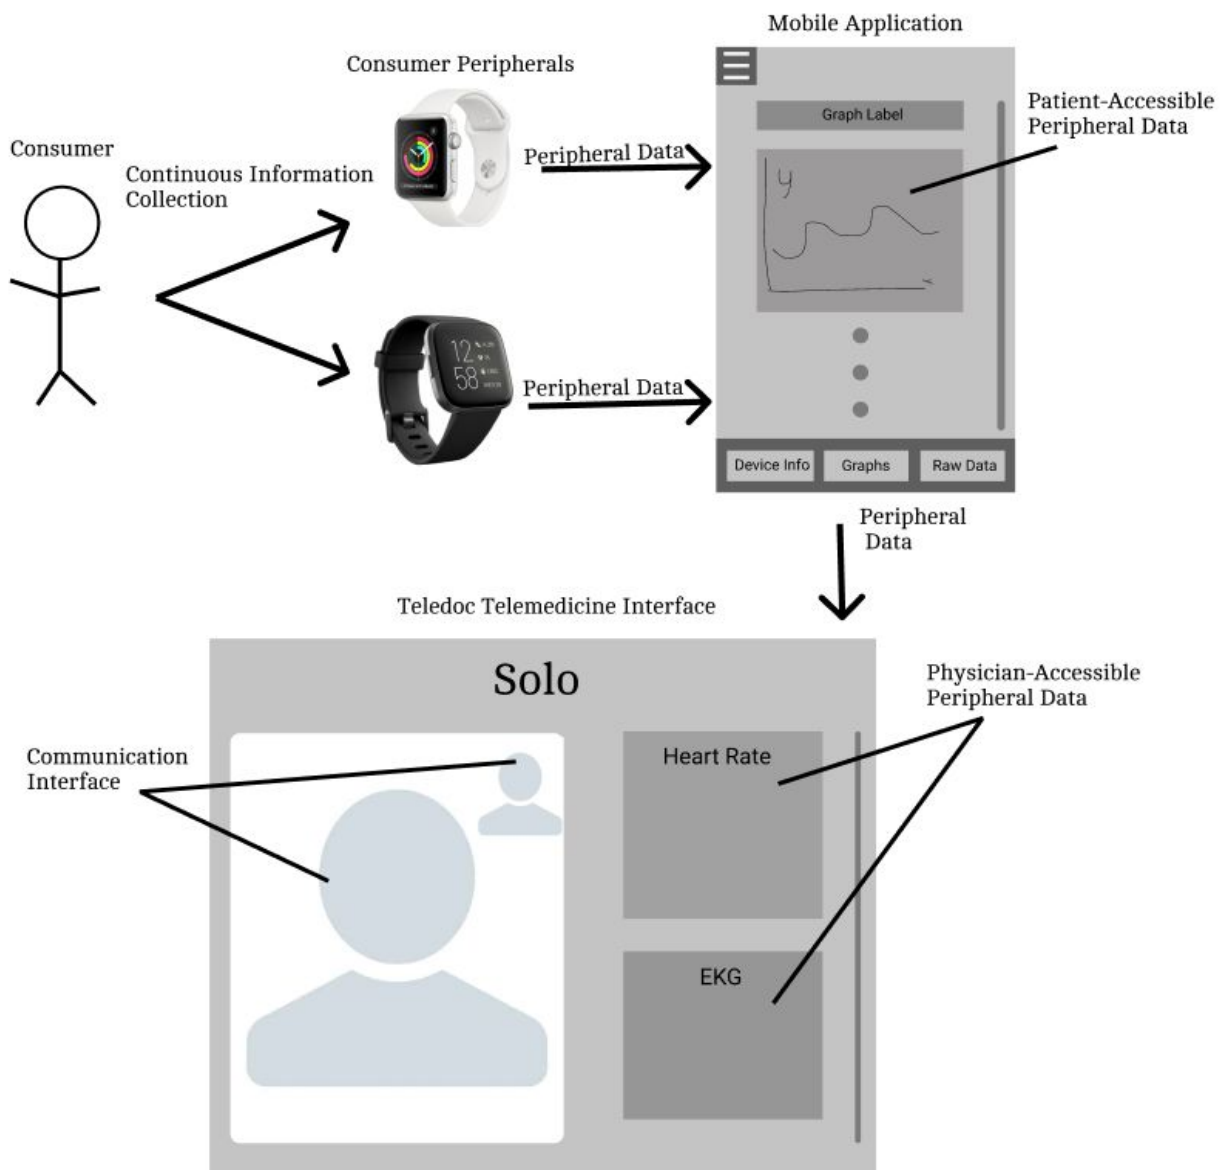 Mobile Application
Consumer Peripherals
Patient-Accessible
Peripheral Data
Graph Label
Consumer
Continuous Information
Collection
Peripheral Data
y
x
12
58
Peripheral Data
Device Info
Graphs
Raw Data
Peripheral
Data
Teledoc Telemedicine Interface
Solo
Physician-Accessible
Peripheral Data
Communication
Interface
Heart Rate
EKG